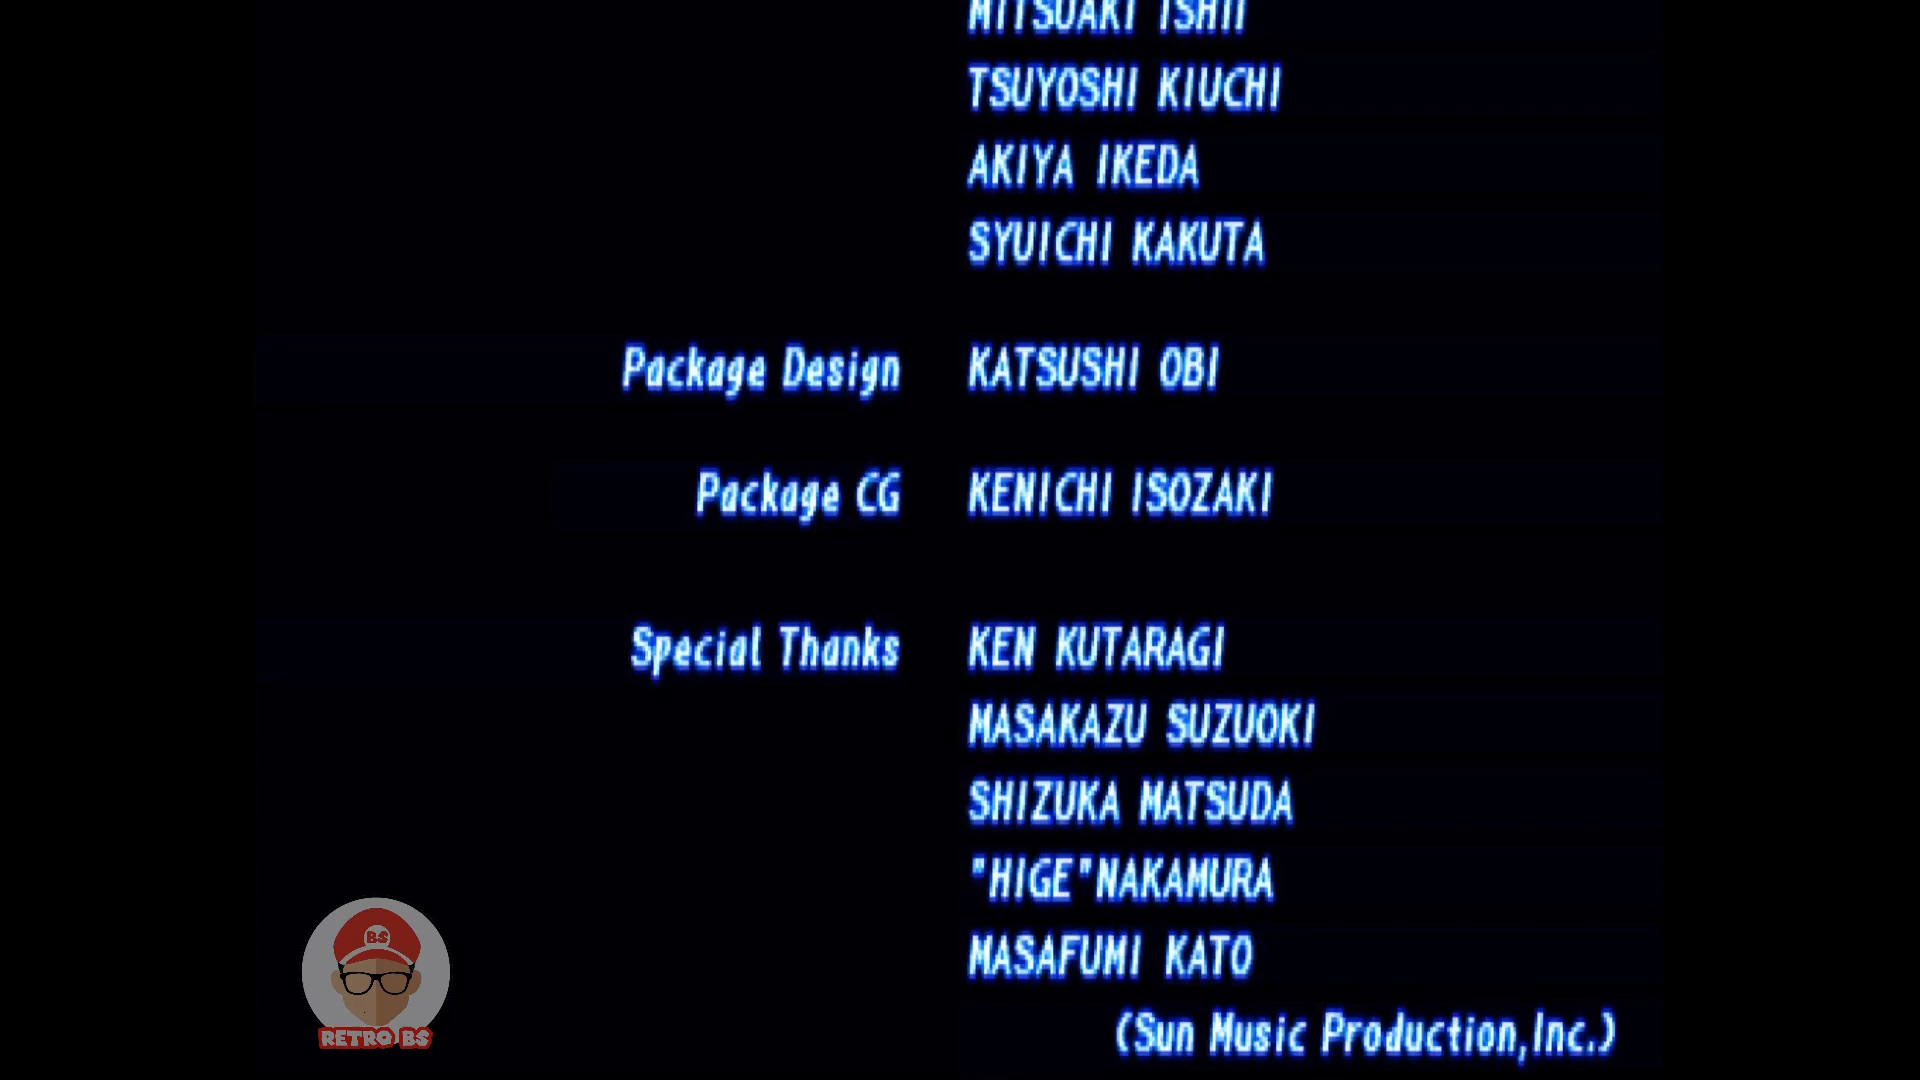 MITSUAKI ISHII
TSUYOSHI KIUCHI
AKIYA IKEDA
SYUICHI KAKUTA
Package Design KATSUSHI OBI
Package CG KENICHI ISOZAKI
Special Thanks KEN KUTARAGI
MASAKAZU SUZUOKI
SHIZUKA MATSUDA
"HIGE"NAKAMURA
MASAFUMI KATO
(Sun Music Production,Inc.)
BS
RETRO BS